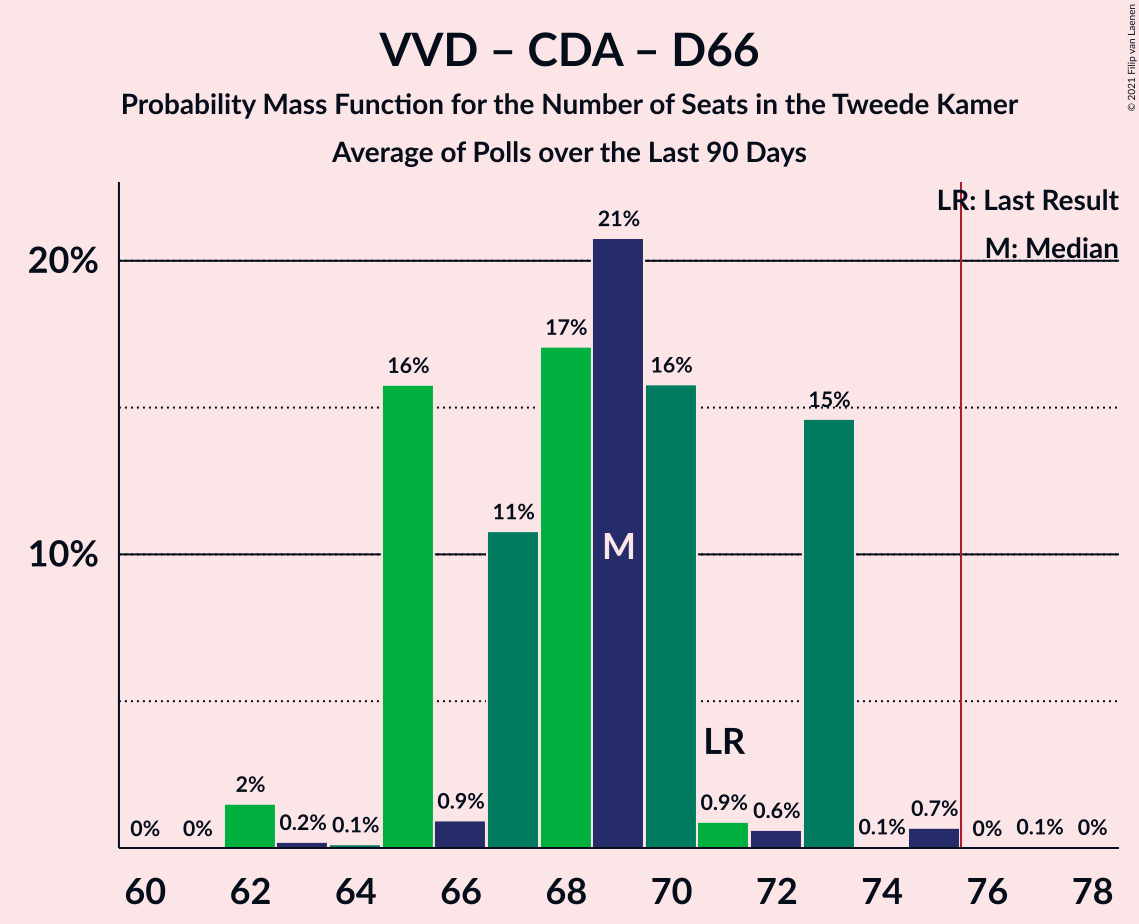 VVD – CDA – D66
Probability Mass Function for the Number of Seats in the Tweede Kamer
Average of Polls over the Last 90 Days
© 2021 Filip van Laenen
LR: Last Result
M: Median
20%
10%
0%
0%
2%
0.2%
0.1%
16%
0.9%
11%
17%
21%
16%
0.9%
0.6%
15%
0.1%
0.7%
0%
0.1%
0%
M
LR
60 62 64 66 68 70 72 74 76 78